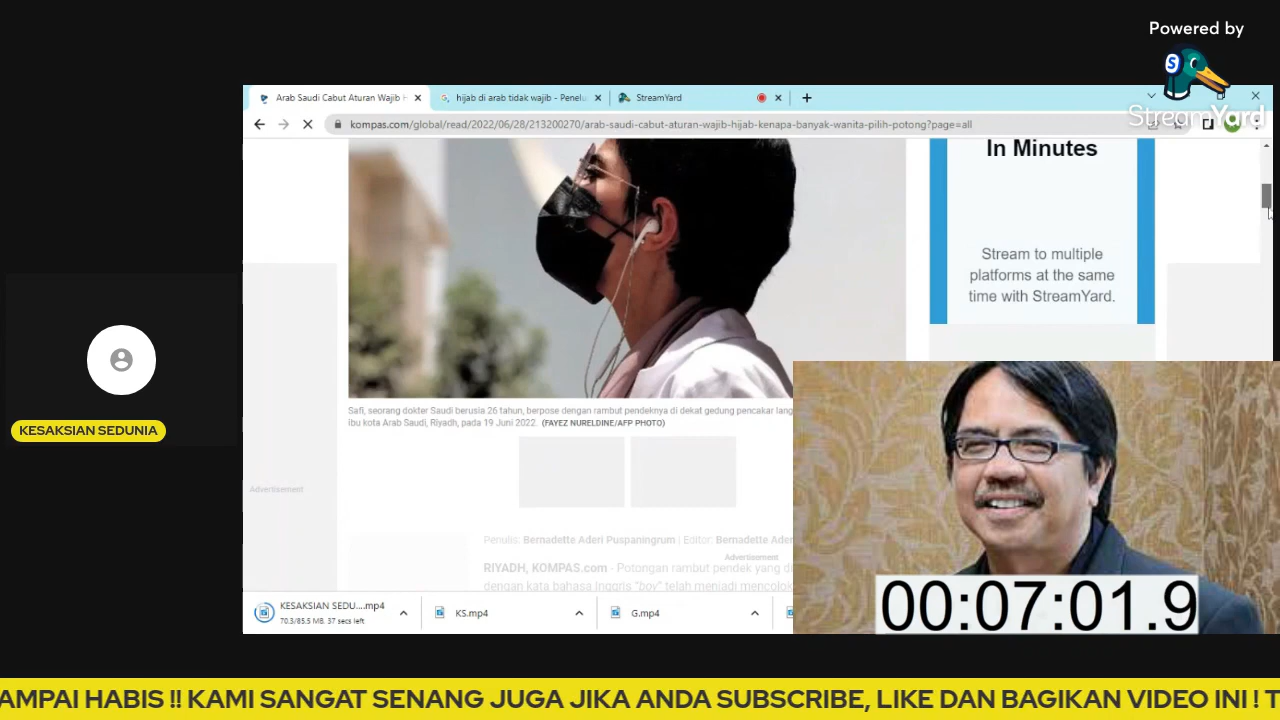 Powered by
StreamYard
Arab Saudi Cabut Aturan Wajib H
hijab di arab tidak wajib - Penelu
StreamYard
kompas.com/global/read/2022/06/28/213200270/arab-saudi-cabut-aturan-wajib-hijab-kenapa-banyak-wanita-pilih-potong?page=all
In Minutes
Stream to multiple
platforms at the same
time with StreamYard.
Safi, seorang dokter Saudi berusia 26 tahun, berpose dengan rambut pendeknya di dekat gedung pencakar lang
ibu kota Arab Saudi, Riyadh, pada 19 Juni 2022. (FAYEZ NURELDINE/AFP PHOTO)
KESAKSIAN SEDUNIA
Advertisement
Penulis: Bernadette Aderi Puspaningrum | Editor: Bernadette Ader
Advertisement
RIYADH, KOMPAS.com - Potongan rambut pendek yang di
dengan kata bahasa Inggris "boy" telah menjadi mencolok
KESAKSIAN SEDU....mp4
70.3/85.5 MB, 37 secs left
KS.mp4
G.mp4
00:07:01.9
AMPAI HABIS !! KAMI SANGAT SENANG JUGA JIKA ANDA SUBSCRIBE, LIKE DAN BAGIKAN VIDEO INI ! T